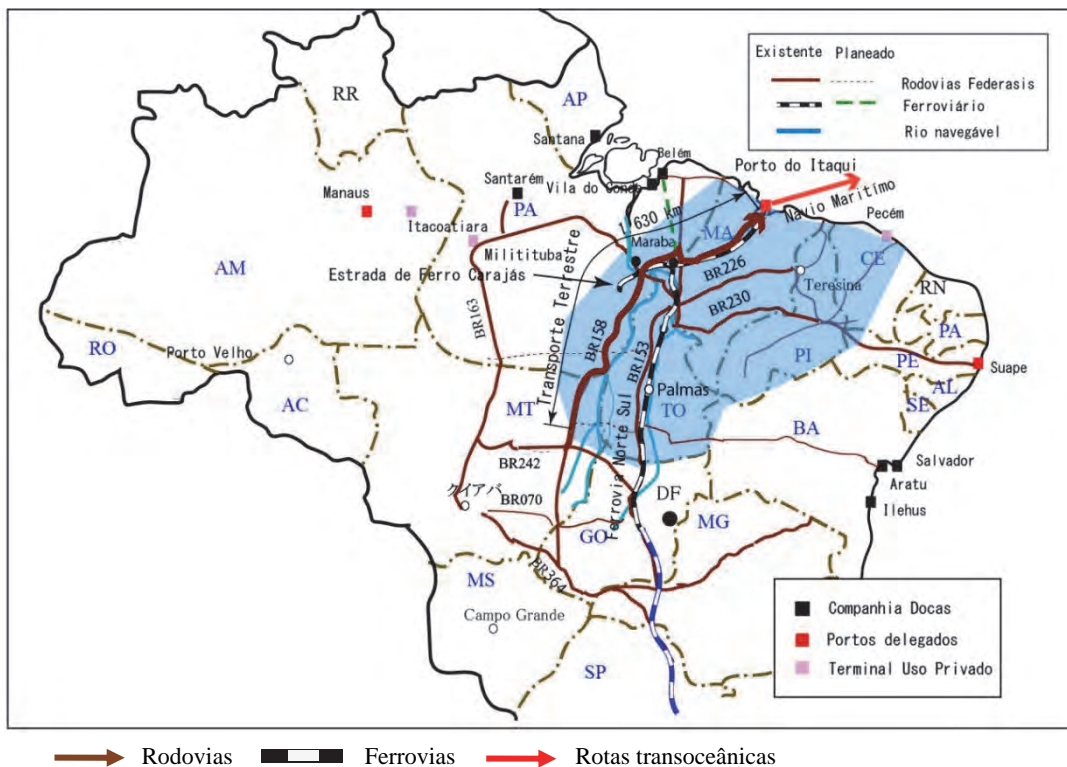 Existente Planeado
Rodovias Federasis
Ferroviário
Rio navegável
RR
AP
Santana
Belém
Vila do Conde
Porto do Itaqui
Navio Marítimo
Manaus
Santarém
PA
Itacoatiara
630 km
MA
Pecém
Maraba
Militituba
CE
AM
Estrada de Ferro Carajás
BR226
Teresina
RN
BR230
PA
BR163
Transporte Terrestre
BR158
BR153
RO
Porto Velho
PI
PE
Suape
AC
Palmas
AL
MT
TO
SE
BA
Ferrovia Norte Sul
BR242
Salvador
Aratu
クイアバ
BR070
DF
Ilehus
GO
MG
MS
BR364
Campo Grande
SP
Companhia Docas
Portos delegados
Terminal Uso Privado
Rodovias Ferrovias Rotas transoceânicas